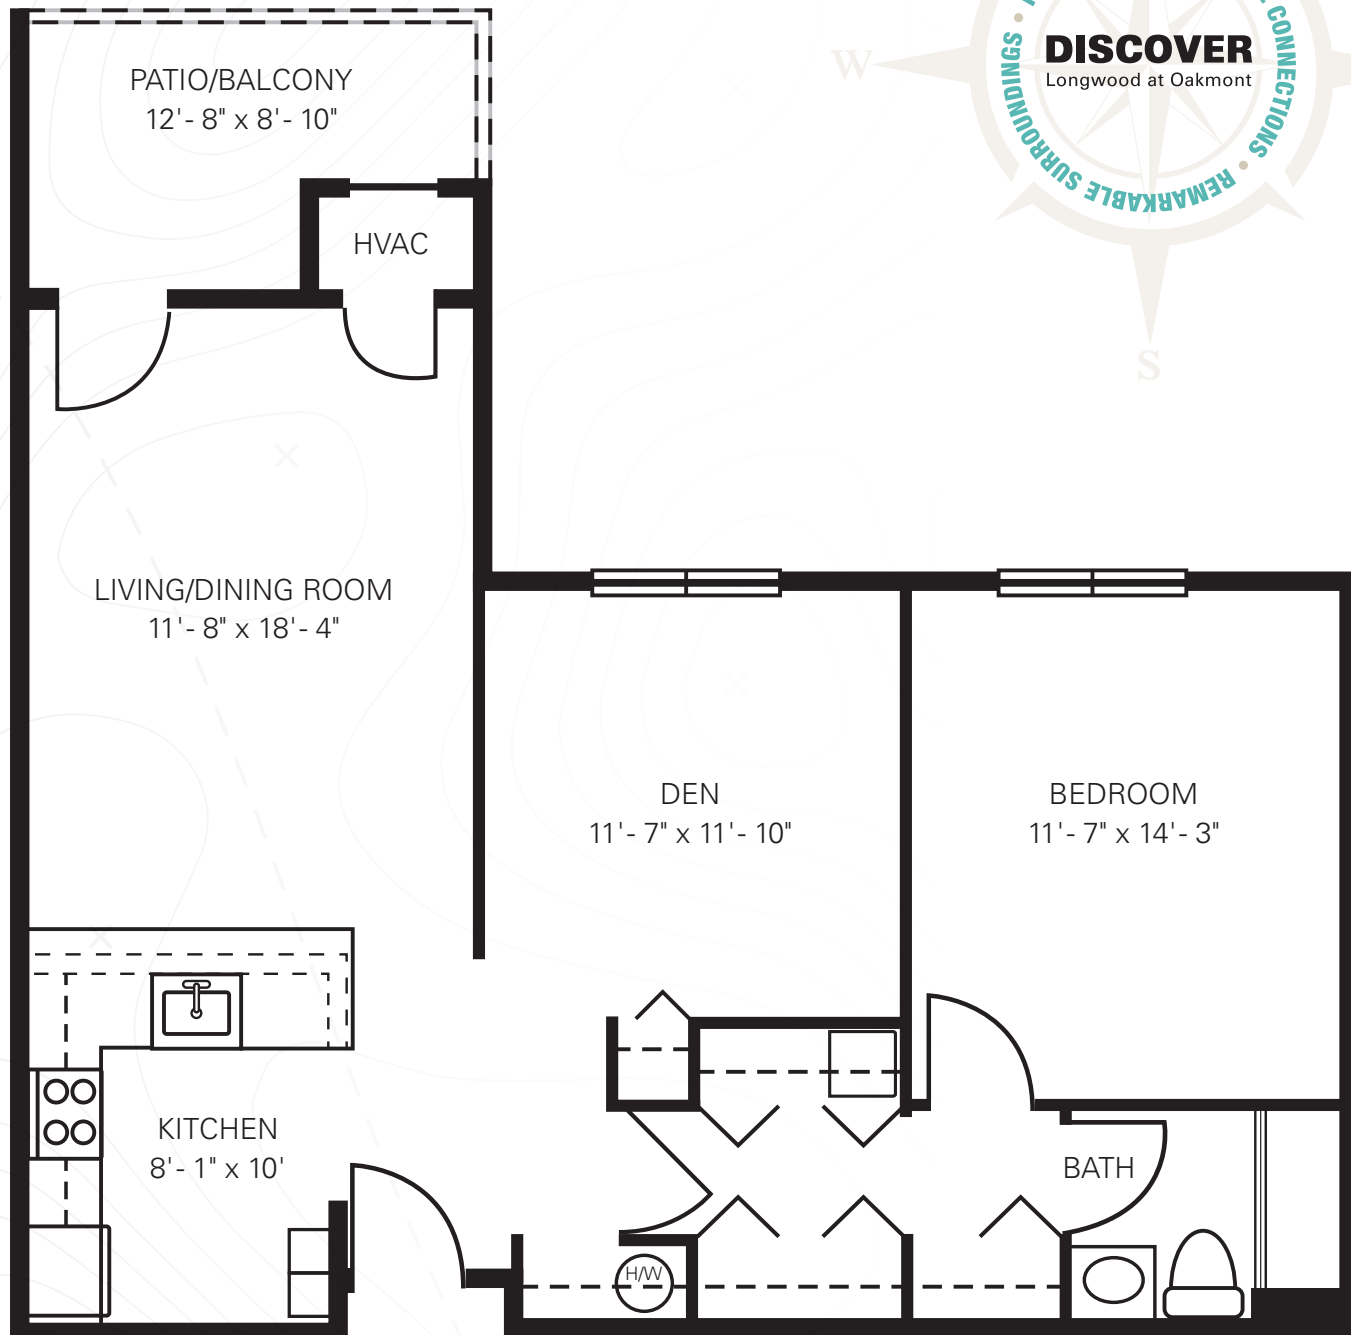 PATIO/BALCONY
12'- 8" x 8'- 10"
HVAC
W
DISCOVER
Longwood at Oakmont
CONNECTIONS • REMARKABLE SURROUNDINGS •
S
LIVING/DINING ROOM
11'- 8" x 18'- 4"
DEN
11'- 7" x 11'- 10"
BEDROOM
11'- 7" x 14'- 3"
KITCHEN
8'- 1" x 10'
BATH
H/W